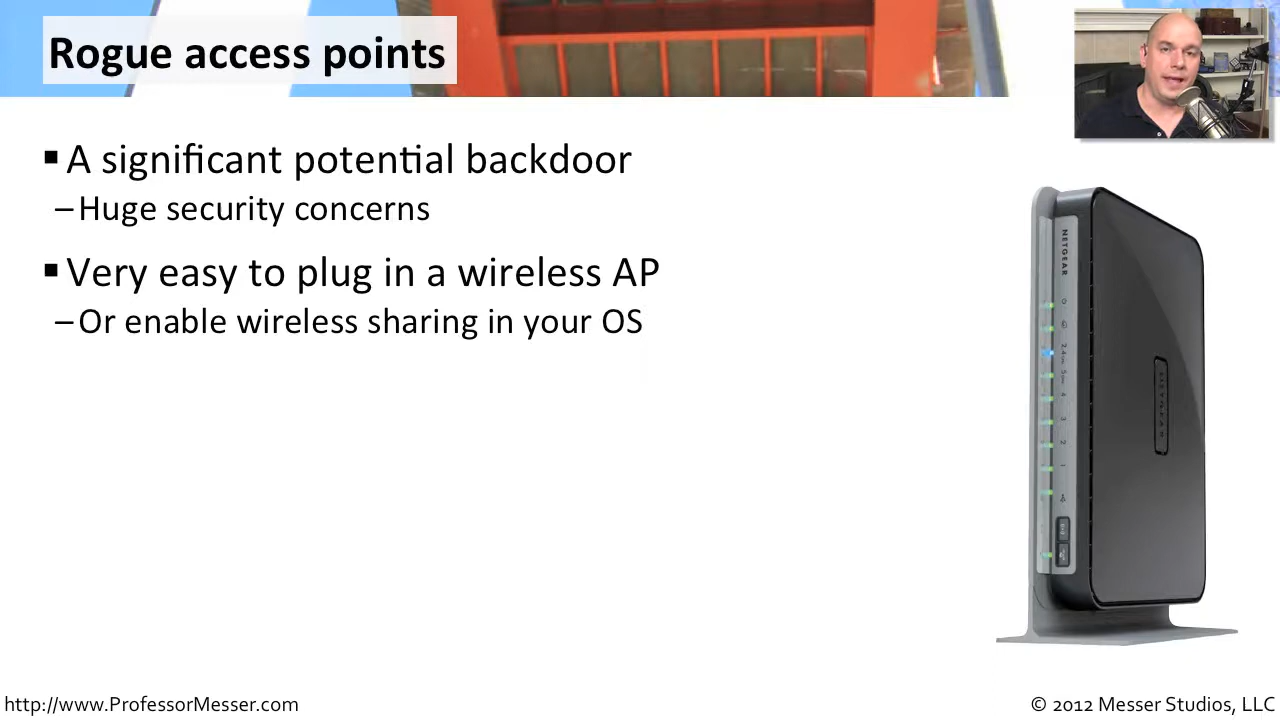 Rogue access points
▪ A significant potential backdoor
– Huge security concerns
▪ Very easy to plug in a wireless AP
– Or enable wireless sharing in your OS
NETGEAR
http://www.ProfessorMesser.com
© 2012 Messer Studios, LLC